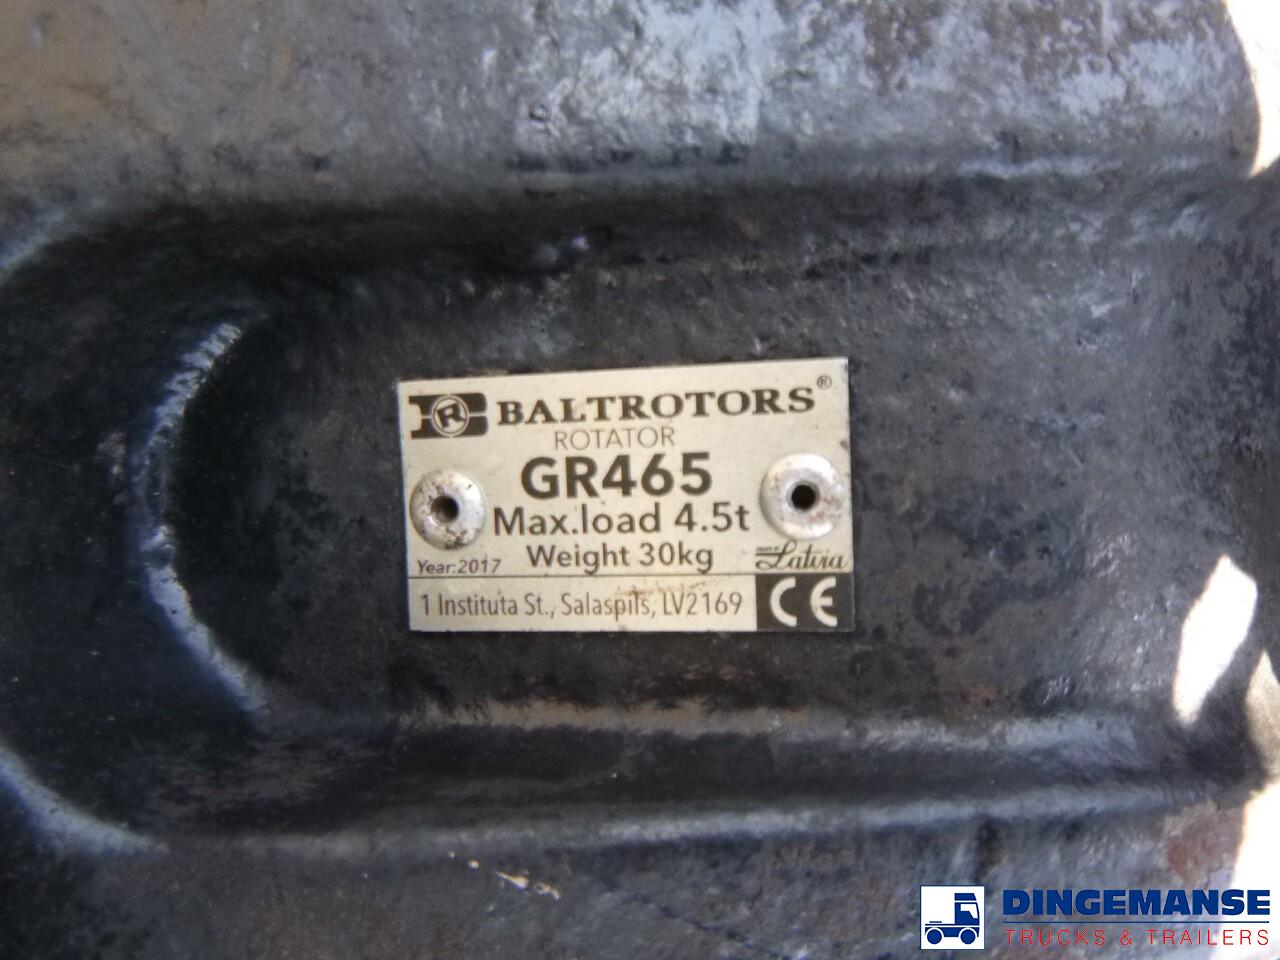 R BALTROTORS®
ROTATOR
GR465
Max.load 4.5t
Weight 30kg
Year:2017
Latvia
1 Instituta St., Salaspils, LV2169
CE
DINGEMANSE
TRUCKS & TRAILERS